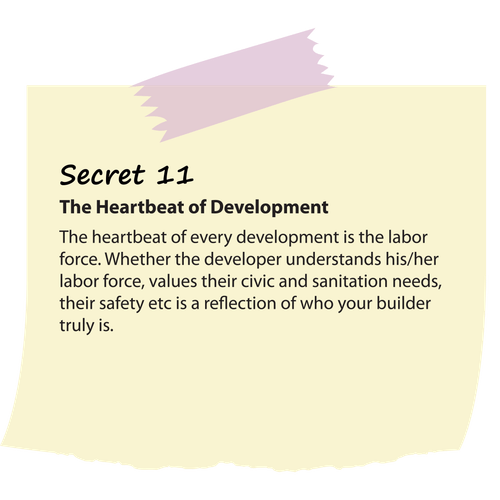 Secret 11
The Heartbeat of Development
The heartbeat of every development is the labor
force. Whether the developer understands his/her
labor force, values their civic and sanitation needs,
their safety etc is a reflection of who your builder
truly is.